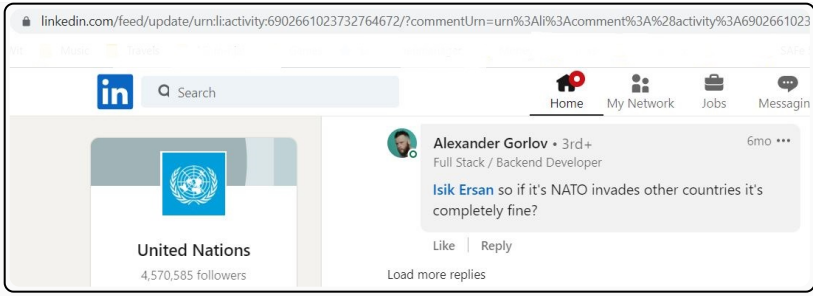 linkedin.com/feed/update/urn:li:activity:6902661023732764672/?commentUrn=urn%3Ali%3Acomment%3A%28activity%3A6902661023
in Search
Home My Network Jobs Messagin
Alexander Gorlov • 3rd+ 6mo •••
Full Stack / Backend Developer
Isik Ersan so if it's NATO invades other countries it's
completely fine?
Like Reply
United Nations
4,570,585 followers
Load more replies